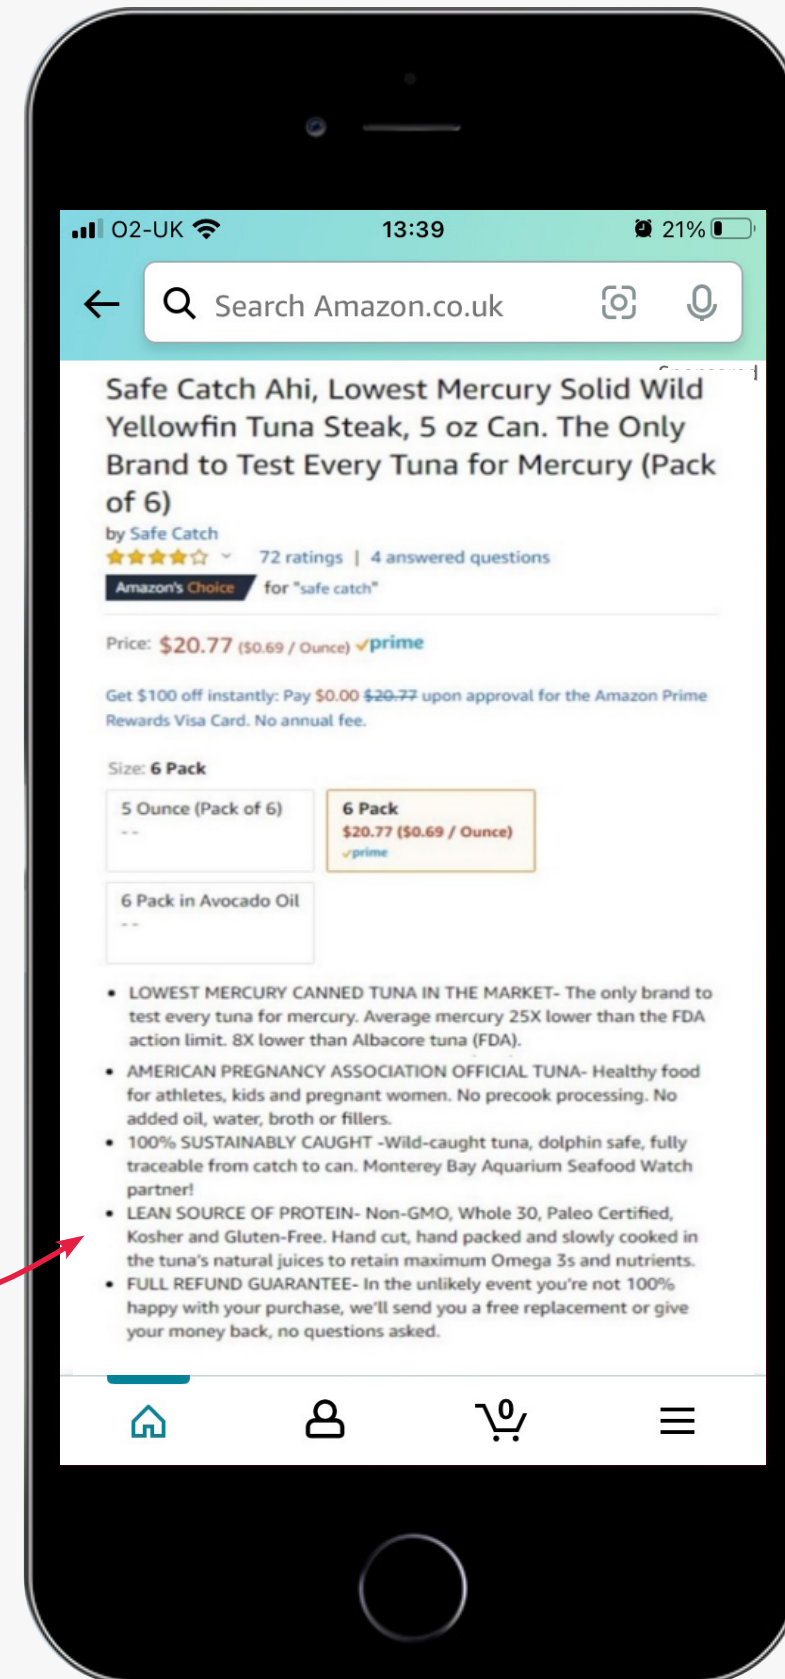 O2-UK 13:39 21%
Search Amazon.co.uk
Safe Catch Ahi, Lowest Mercury Solid Wild
Yellowfin Tuna Steak, 5 oz Can. The Only
Brand to Test Every Tuna for Mercury (Pack
of 6)
by Safe Catch
72 ratings | 4 answered questions
Amazon's Choice for "safe catch"
Price: $20.77 ($0.69 / Ounce) prime
Get $100 off instantly: Pay $0.00 $20.77 upon approval for the Amazon Prime
Rewards Visa Card. No annual fee.
Size: 6 Pack
5 Ounce (Pack of 6)
--
6 Pack
$20.77 ($0.69 / Ounce)
prime
6 Pack in Avocado Oil
--
• LOWEST MERCURY CANNED TUNA IN THE MARKET- The only brand to
test every tuna for mercury. Average mercury 25X lower than the FDA
action limit. 8X lower than Albacore tuna (FDA).
• AMERICAN PREGNANCY ASSOCIATION OFFICIAL TUNA- Healthy food
for athletes, kids and pregnant women. No precook processing. No
added oil, water, broth or fillers.
• 100% SUSTAINABLY CAUGHT -Wild-caught tuna, dolphin safe, fully
traceable from catch to can. Monterey Bay Aquarium Seafood Watch
partner!
• LEAN SOURCE OF PROTEIN- Non-GMO, Whole 30, Paleo Certified,
Kosher and Gluten-Free. Hand cut, hand packed and slowly cooked in
the tuna's natural juices to retain maximum Omega 3s and nutrients.
• FULL REFUND GUARANTEE- In the unlikely event you're not 100%
happy with your purchase, we'll send you a free replacement or give
your money back, no questions asked.
0